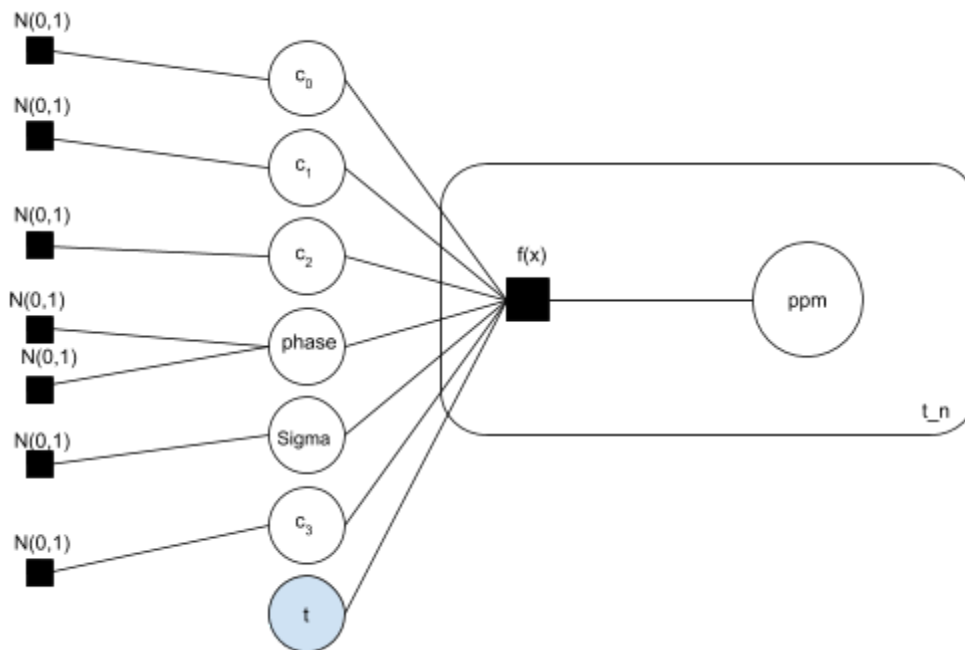 N(0,1)
c0
N(0,1)
c1
N(0,1)
c2
f(x)
N(0,1)
ppm
phase
N(0,1)
t_n
N(0,1)
Sigma
c3
N(0,1)
t